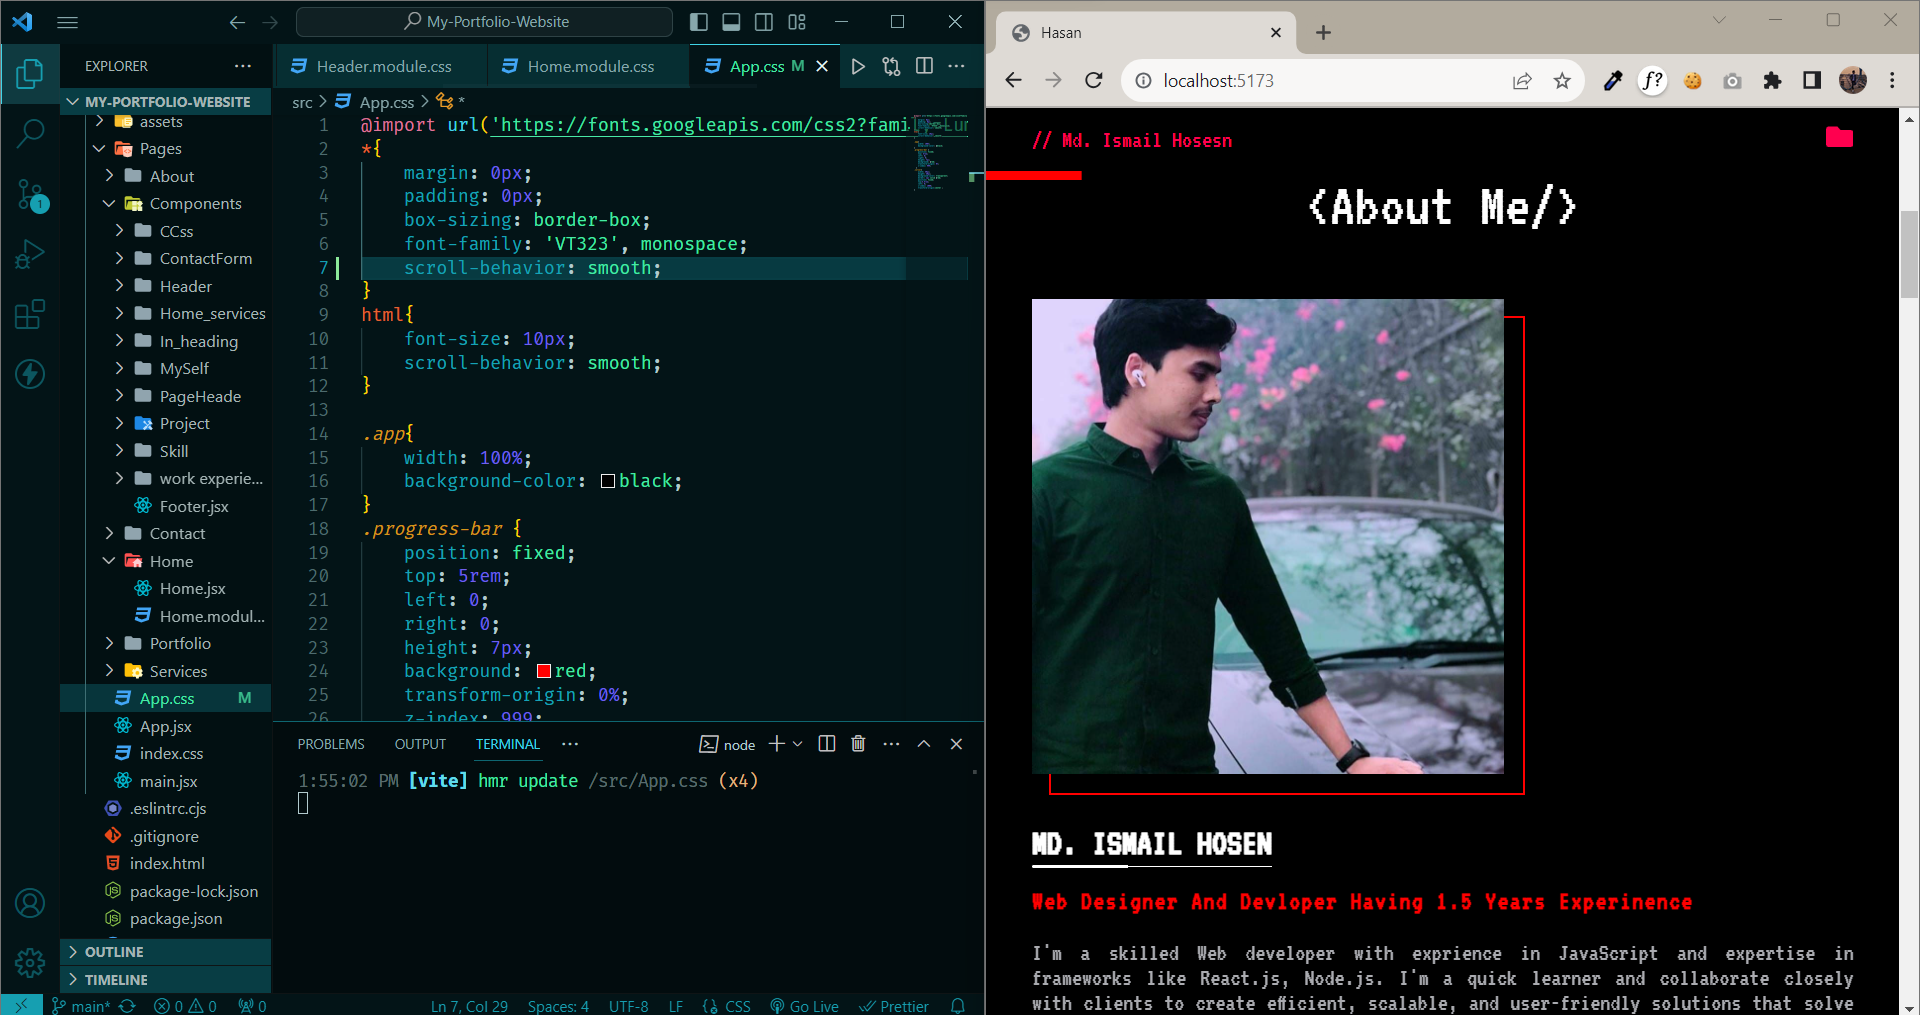 My-Portfolio-Website
EXPLORER
MY-PORTFOLIO-WEBSITE
assets
Pages
About
Components
CCss
ContactForm
Header
Home_services
In_heading
MySelf
PageHeade
Project
Skill
work experie...
Footer.jsx
Contact
Home
Home.jsx
Home.modul...
Portfolio
Services
App.css M
App.jsx
index.css
main.jsx
.eslintrc.cjs
.gitignore
index.html
package-lock.json
package.json
OUTLINE
TIMELINE
1
Header.module.css
Home.module.css
App.css M
src > App.css > *
1 @import url('https://fonts.googleapis.com/css2?fami
2 *{
3 margin: 0px;
4 padding: 0px;
5 box-sizing: border-box;
6 font-family: 'VT323', monospace;
7 scroll-behavior: smooth;
8 }
9 html{
10 font-size: 10px;
11 scroll-behavior: smooth;
12 }
13
14 .app{
15 width: 100%;
16 background-color: black;
17 }
18 .progress-bar {
19 position: fixed;
20 top: 5rem;
21 left: 0;
22 right: 0;
23 height: 7px;
24 background: red;
25 transform-origin: 0%;
26 z-index: 999;
PROBLEMS OUTPUT TERMINAL ... node
1:55:02 PM [vite] hmr update /src/App.css (x4)
main* 0 0 0 Ln 7, Col 29 Spaces: 4 UTF-8 LF CSS Go Live Prettier
Hasan
localhost:5173
f?
// Md. Ismail Hosesn
<About Me/>
MD. ISMAIL HOSEN
Web Designer And Devloper Having 1.5 Years Experinence
I'm a skilled Web developer with exprience in JavaScript and expertise in
frameworks like React.js, Node.js. I'm a quick learner and collaborate closely
with clients to create efficient, scalable, and user-friendly solutions that solve